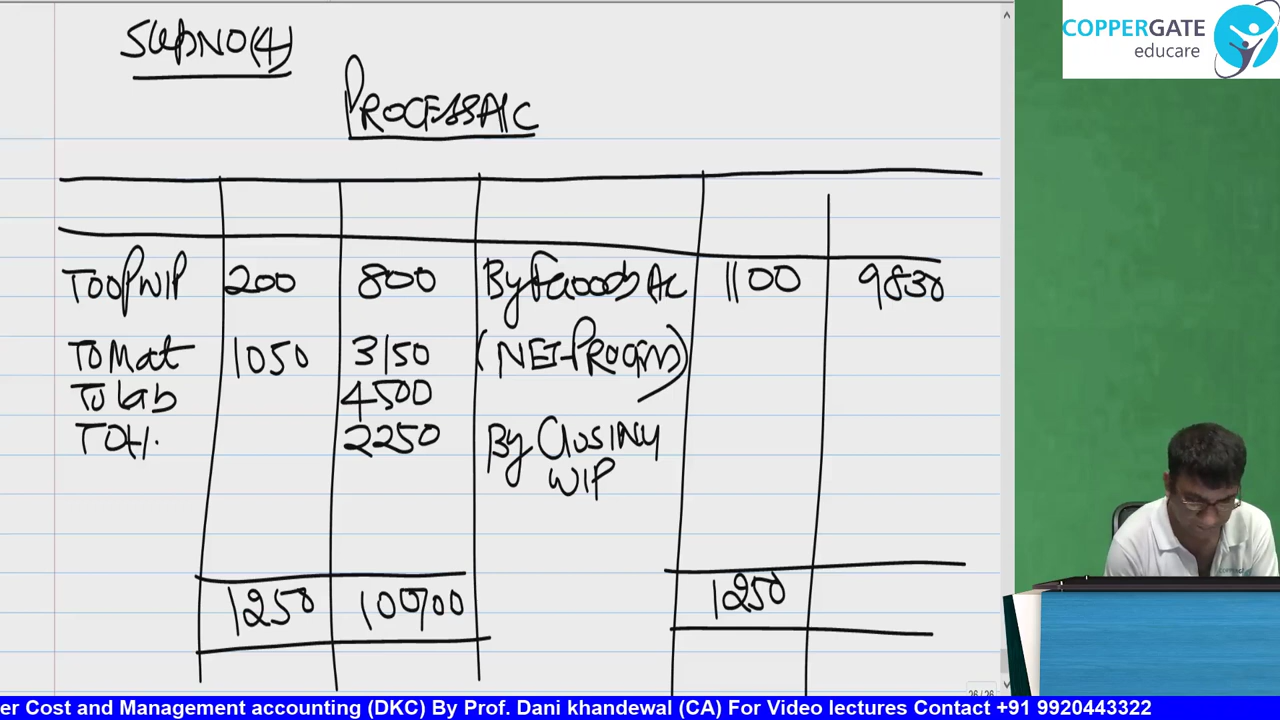 SUBNO(4)
COPPERGATE
educare
PROCESS A/C
TO OP WIP 200 800 By F Goods Ac 1100 9830
TO Mat 1050 3150
TO Lab 4500
TO H. 2250 By CLOSING
WIP
1250 10700 1250
er Cost and Management accounting (DKC) By Prof. Dani khandewal (CA) For Video lectures Contact +91 9920443322